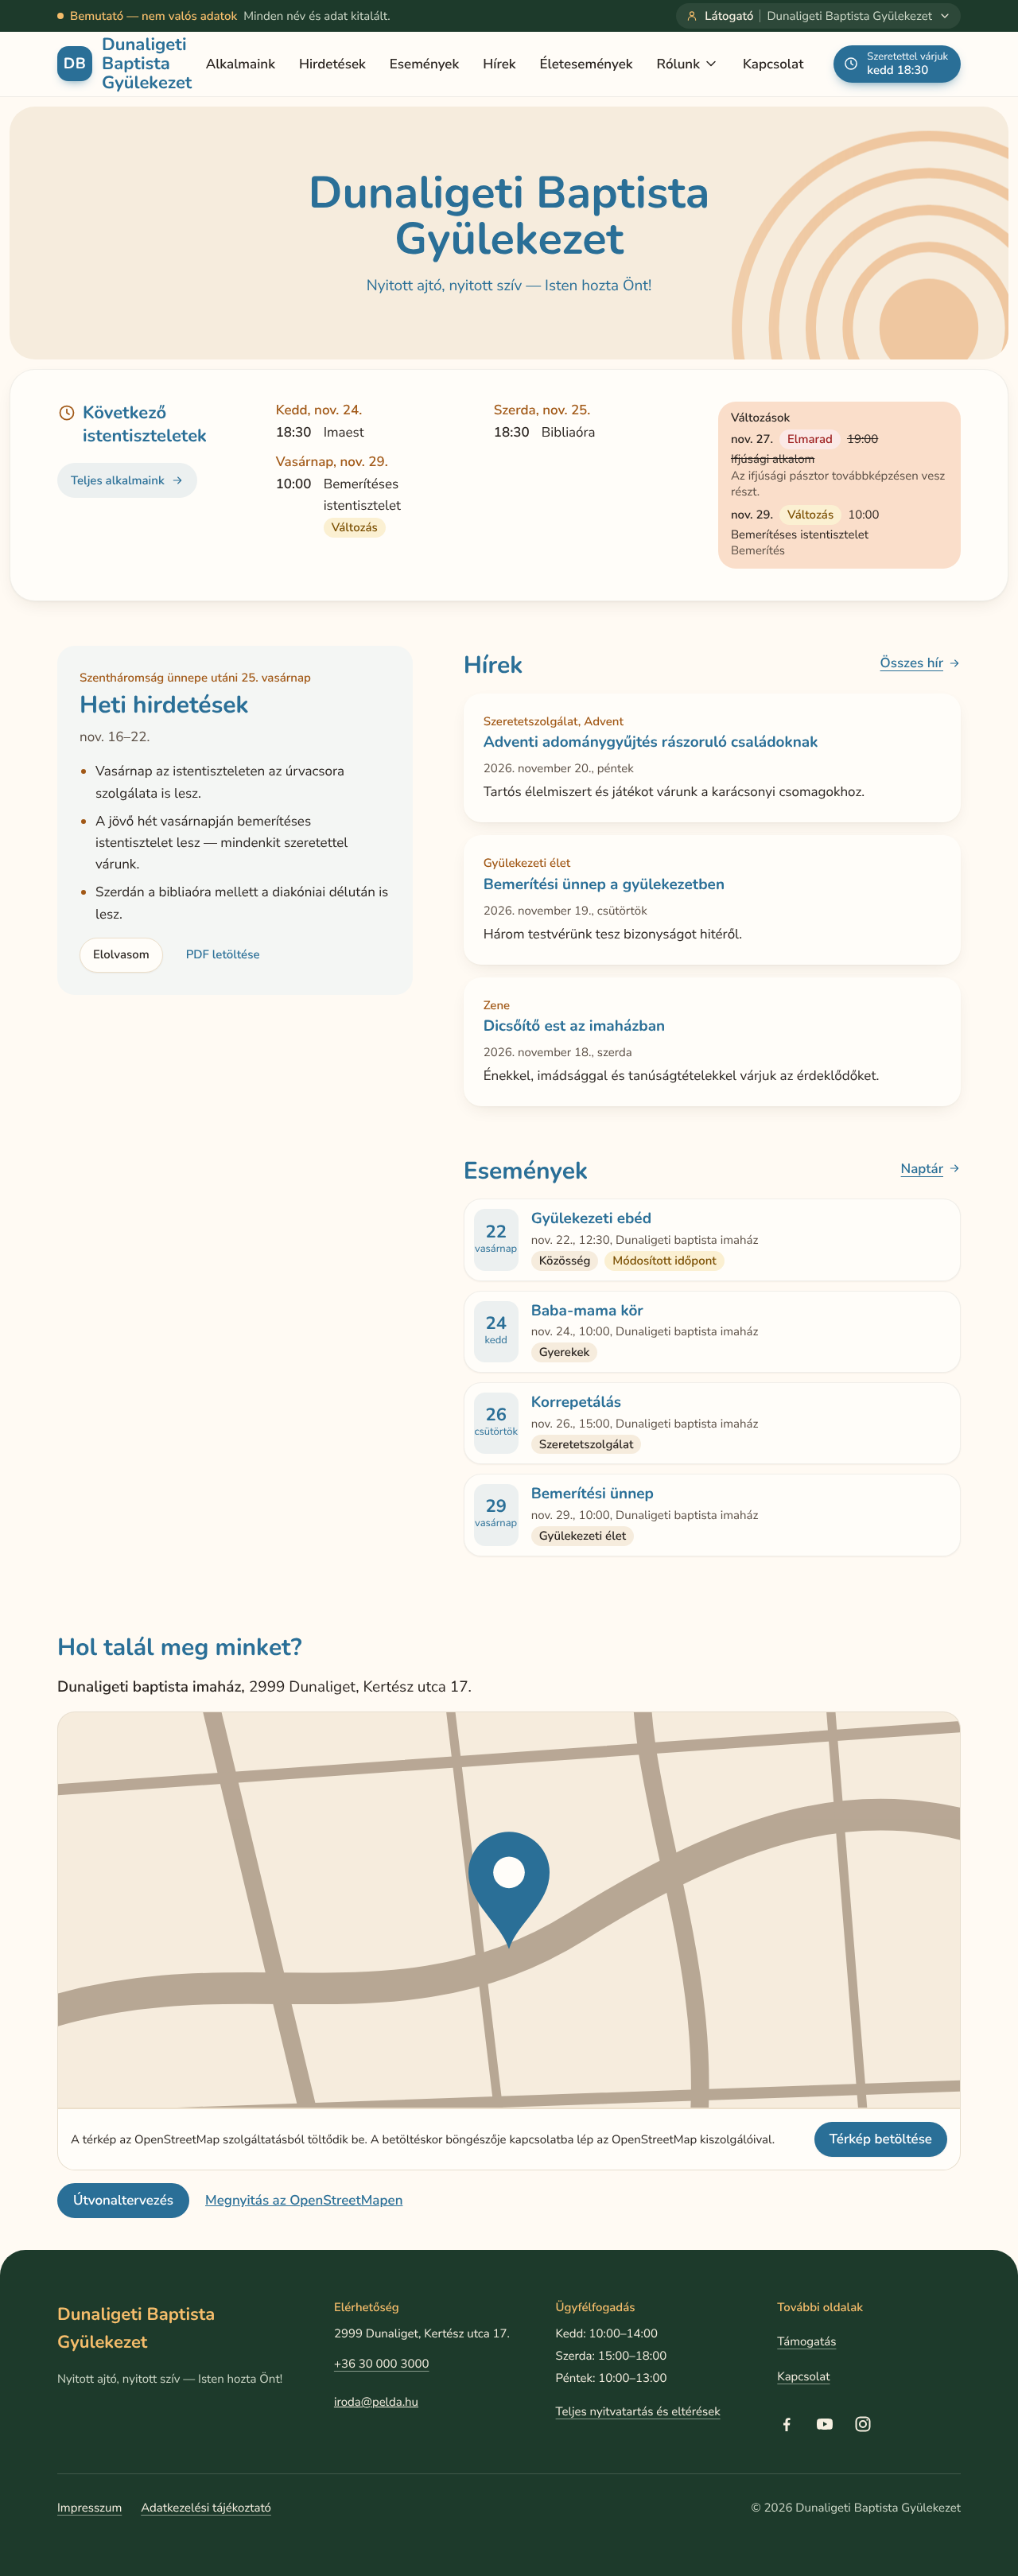 Bemutató — nem valós adatok Minden név és adat kitalált.
Látogató Dunaligeti Baptista Gyülekezet
DB
Dunaligeti
Baptista
Gyülekezet
Alkalmaink
Hirdetések
Események
Hírek
Életesemények
Rólunk
Kapcsolat
Szeretettel várjuk
kedd 18:30
Dunaligeti Baptista
Gyülekezet
Nyitott ajtó, nyitott szív — Isten hozta Önt!
Következő
istentiszteletek
Teljes alkalmaink
Kedd, nov. 24.
18:30 Imaest
Vasárnap, nov. 29.
10:00 Bemerítéses
istentisztelet
Változás
Szerda, nov. 25.
18:30 Bibliaóra
Változások
nov. 27. Elmarad 19:00
Ifjúsági alkalom
Az ifjúsági pásztor továbbképzésen vesz
részt.
nov. 29. Változás 10:00
Bemerítéses istentisztelet
Bemerítés
Szentháromság ünnepe utáni 25. vasárnap
Heti hirdetések
nov. 16–22.
Vasárnap az istentiszteleten az úrvacsora
szolgálata is lesz.
A jövő hét vasárnapján bemerítéses
istentisztelet lesz — mindenkit szeretettel
várunk.
Szerdán a bibliaóra mellett a diakóniai délután is
lesz.
Elolvasom
PDF letöltése
Hírek
Összes hír
Szeretetszolgálat, Advent
Adventi adománygyűjtés rászoruló családoknak
2026. november 20., péntek
Tartós élelmiszert és játékot várunk a karácsonyi csomagokhoz.
Gyülekezeti élet
Bemerítési ünnep a gyülekezetben
2026. november 19., csütörtök
Három testvérünk tesz bizonyságot hitéről.
Zene
Dicsőítő est az imaházban
2026. november 18., szerda
Énekkel, imádsággal és tanúságtételekkel várjuk az érdeklődőket.
Események
Naptár
22
vasárnap
Gyülekezeti ebéd
nov. 22., 12:30, Dunaligeti baptista imaház
Közösség Módosított időpont
24
kedd
Baba-mama kör
nov. 24., 10:00, Dunaligeti baptista imaház
Gyerekek
26
csütörtök
Korrepetálás
nov. 26., 15:00, Dunaligeti baptista imaház
Szeretetszolgálat
29
vasárnap
Bemerítési ünnep
nov. 29., 10:00, Dunaligeti baptista imaház
Gyülekezeti élet
Hol talál meg minket?
Dunaligeti baptista imaház, 2999 Dunaliget, Kertész utca 17.
A térkép az OpenStreetMap szolgáltatásból töltődik be. A betöltéskor böngészője kapcsolatba lép az OpenStreetMap kiszolgálóival.
Térkép betöltése
Útvonaltervezés
Megnyitás az OpenStreetMapen
Dunaligeti Baptista
Gyülekezet
Nyitott ajtó, nyitott szív — Isten hozta Önt!
Elérhetőség
2999 Dunaliget, Kertész utca 17.
+36 30 000 3000
iroda@pelda.hu
Ügyfélfogadás
Kedd: 10:00–14:00
Szerda: 15:00–18:00
Péntek: 10:00–13:00
Teljes nyitvatartás és eltérések
További oldalak
Támogatás
Kapcsolat
Impresszum
Adatkezelési tájékoztató
© 2026 Dunaligeti Baptista Gyülekezet